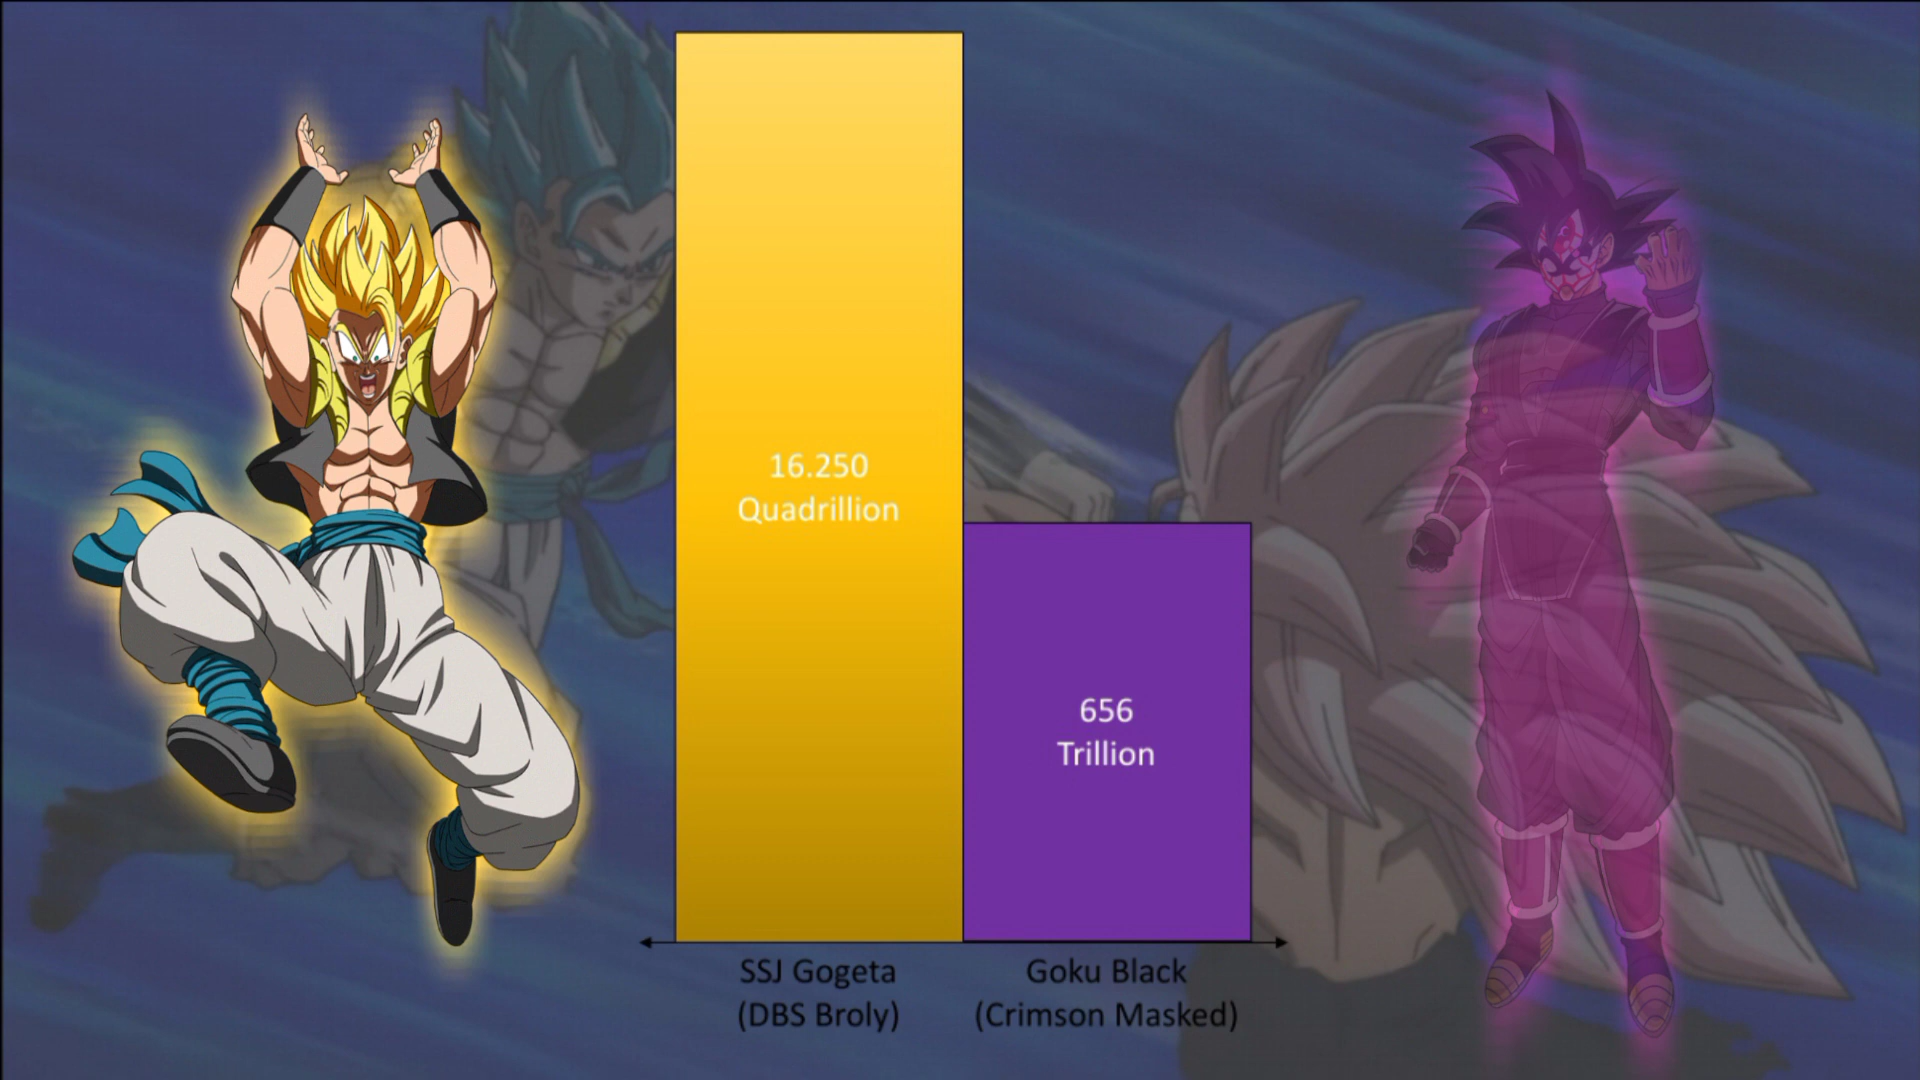 16.250
Quadrillion
656
Trillion
SSJ Gogeta
(DBS Broly)
Goku Black
(Crimson Masked)